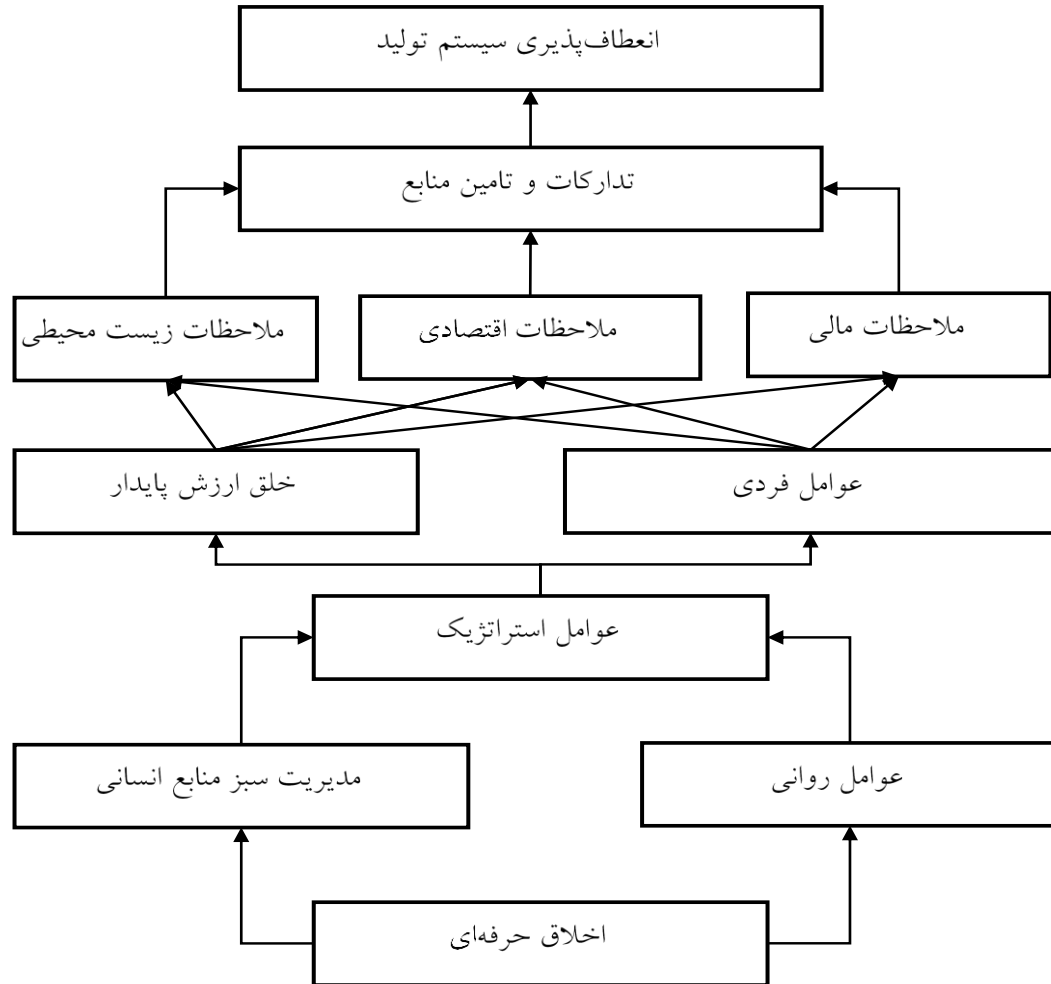 انعطاف‌پذیری سیستم تولید
تدارکات و تامین منابع
ملاحظات مالی
ملاحظات اقتصادی
ملاحظات زیست محیطی
عوامل فردی
خلق ارزش پایدار
عوامل استراتژیک
عوامل روانی
مدیریت سبز منابع انسانی
اخلاق حرفه‌ای